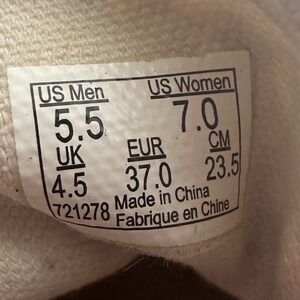 US Men US Women
5.5 7.0
UK EUR CM
4.5 37.0 23.5
721278 Made in China
Fabrique en Chine